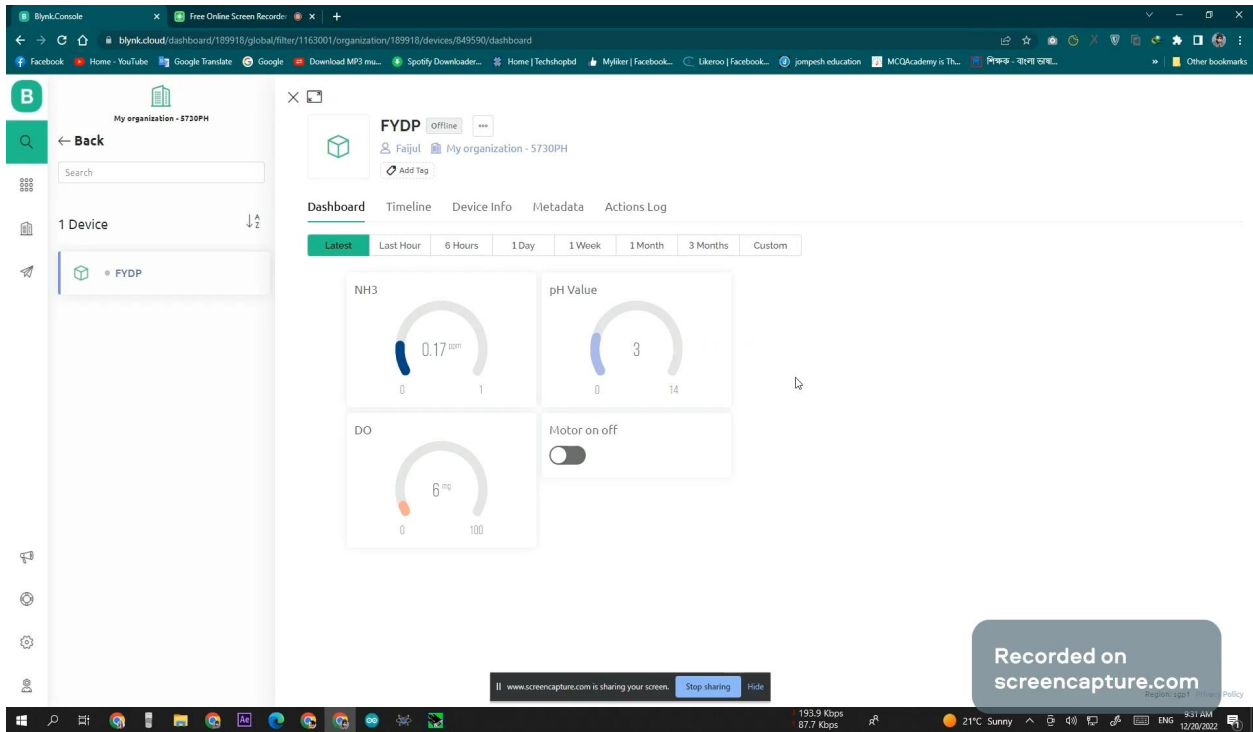 Blynk.Console
Free Online Screen Recorde
blynk.cloud/dashboard/189918/global/filter/1163001/organization/189918/devices/849590/dashboard
Facebook Home - YouTube Google Translate Google Download MP3 mu... Spotify Downloader... Home | Techshopbd Myliker | Facebook... Likeroo | Facebook... jompesh education MCQAcademy is Th... শিক্ষক - বাংলা ভাষা... » Other bookmarks
B
My organization - 5730PH
← Back
Search
1 Device
A
Z
FYDP
FYDP Offline ...
Faijul My organization - 5730PH
Add Tag
Dashboard Timeline Device Info Metadata Actions Log
Latest Last Hour 6 Hours 1 Day 1 Week 1 Month 3 Months Custom
NH3
0.17 ppm
0 1
pH Value
3
0 14
DO
6 mg
0 100
Motor on off
www.screencapture.com is sharing your screen. Stop sharing Hide
Recorded on
screencapture.com
Region: sgp1 Privacy Policy
Ae
193.9 Kbps
87.7 Kbps
21°C Sunny
ENG
9:31 AM
12/20/2022